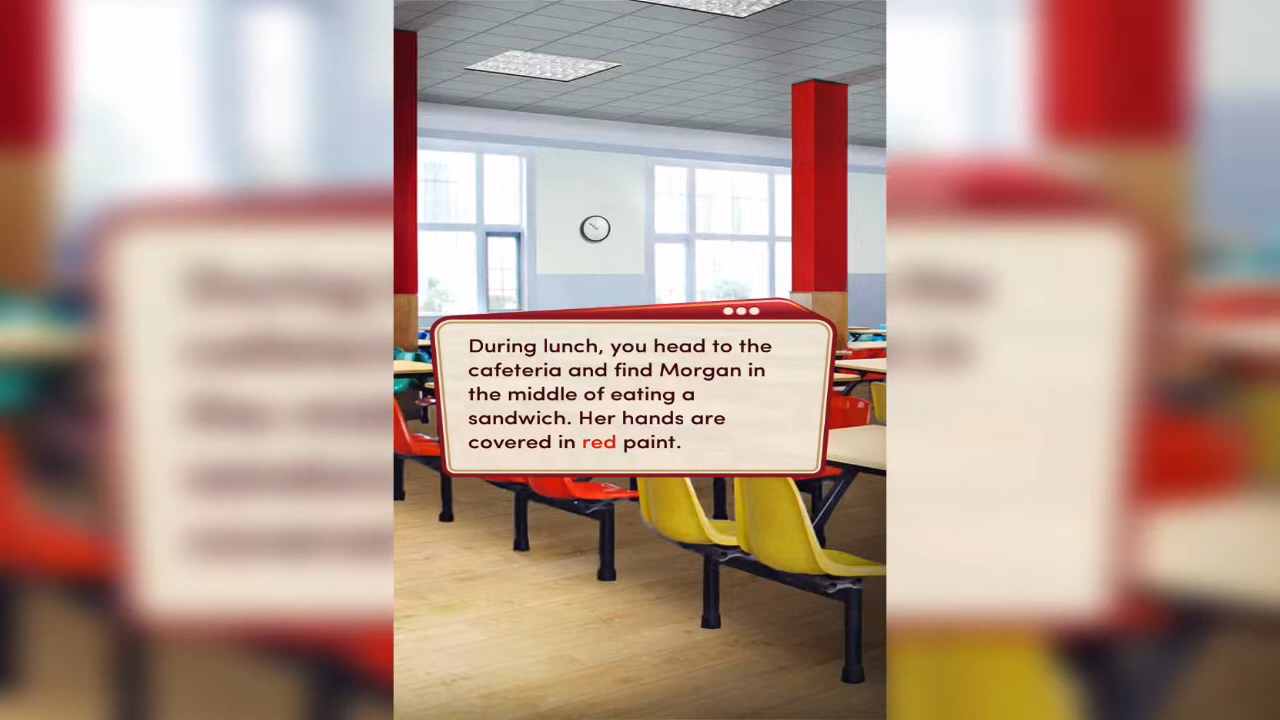 During lunch, you head to the
cafeteria and find Morgan in
the middle of eating a
sandwich. Her hands are
covered in red paint.